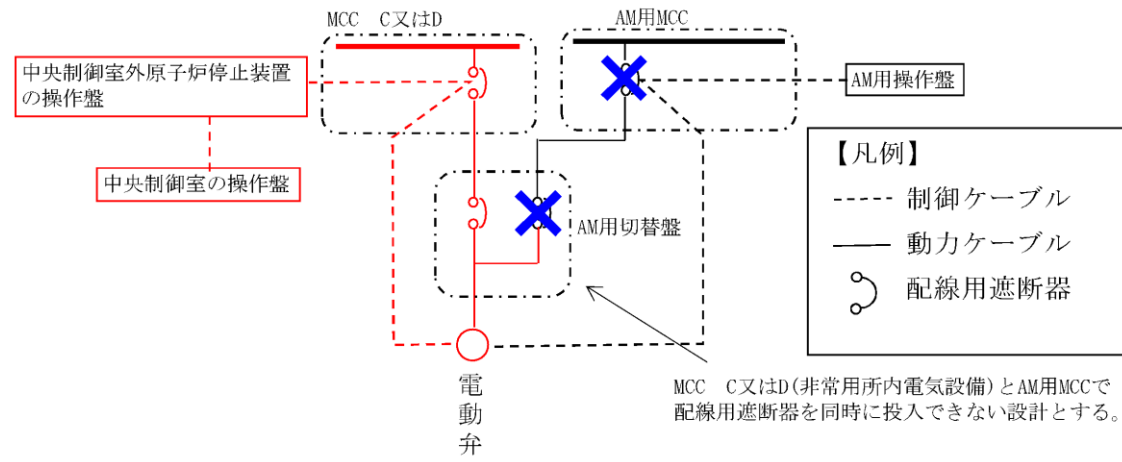 MCC C又はD
AM用MCC
中央制御室外原子炉停止装置
の操作盤
AM用操作盤
中央制御室の操作盤
AM用切替盤
【凡例】
制御ケーブル
動力ケーブル
配線用遮断器
電動弁
MCC C又はD(非常用所内電気設備)とAM用MCCで
配線用遮断器を同時に投入できない設計とする。